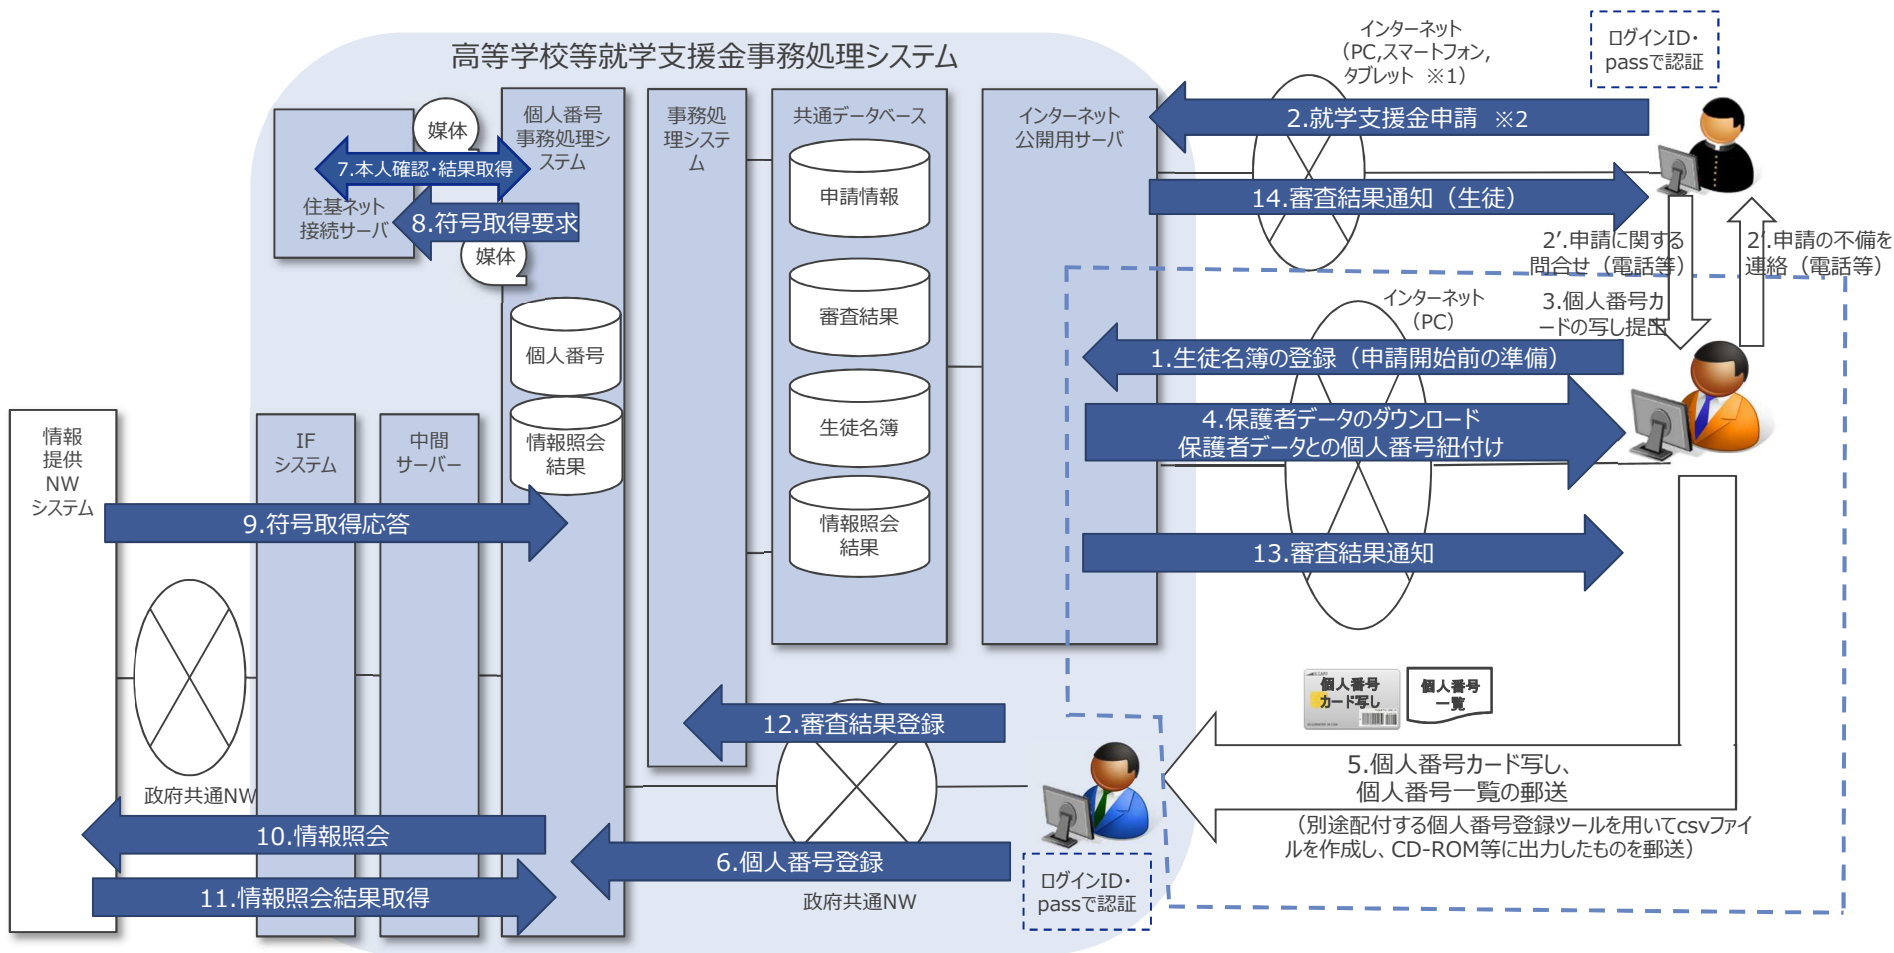 高等学校等就学支援金事務処理システム
インターネット
（PC,スマートフォン,
タブレット ※1）
ログインID・
passで認証
媒体
個人番号
事務処理シ
ステム
事務処
理システ
ム
共通データベース
インターネット
公開用サーバ
2.就学支援金申請 ※2
7.本人確認・結果取得
住基ネット
接続サーバ
8.符号取得要求
媒体
申請情報
14.審査結果通知（生徒）
2’.申請に関する
問合せ（電話等）
2’.申請の不備を
連絡（電話等）
審査結果
インターネット
（PC）
3.個人番号カ
ードの写し提出
個人番号
1.生徒名簿の登録（申請開始前の準備）
生徒名簿
4.保護者データのダウンロード
保護者データとの個人番号紐付け
情報
提供
NW
システム
IF
システム
中間
サーバー
情報照会
結果
9.符号取得応答
情報照会
結果
13.審査結果通知
個人番号
カード写し
個人番号
一覧
12.審査結果登録
5.個人番号カード写し、
個人番号一覧の郵送
（別途配付する個人番号登録ツールを用いてcsvファイ
ルを作成し、CD-ROM等に出力したものを郵送）
政府共通NW
10.情報照会
6.個人番号登録
11.情報照会結果取得
政府共通NW
ログインID・
passで認証